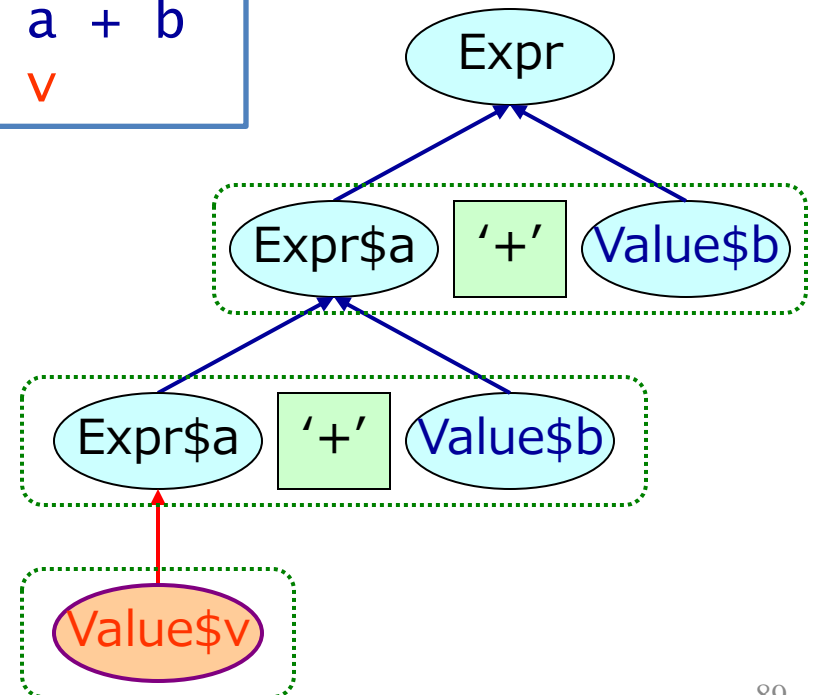 a + b
v
Expr
Expr$a ‘+’ Value$b
Expr$a ‘+’ Value$b
Value$v